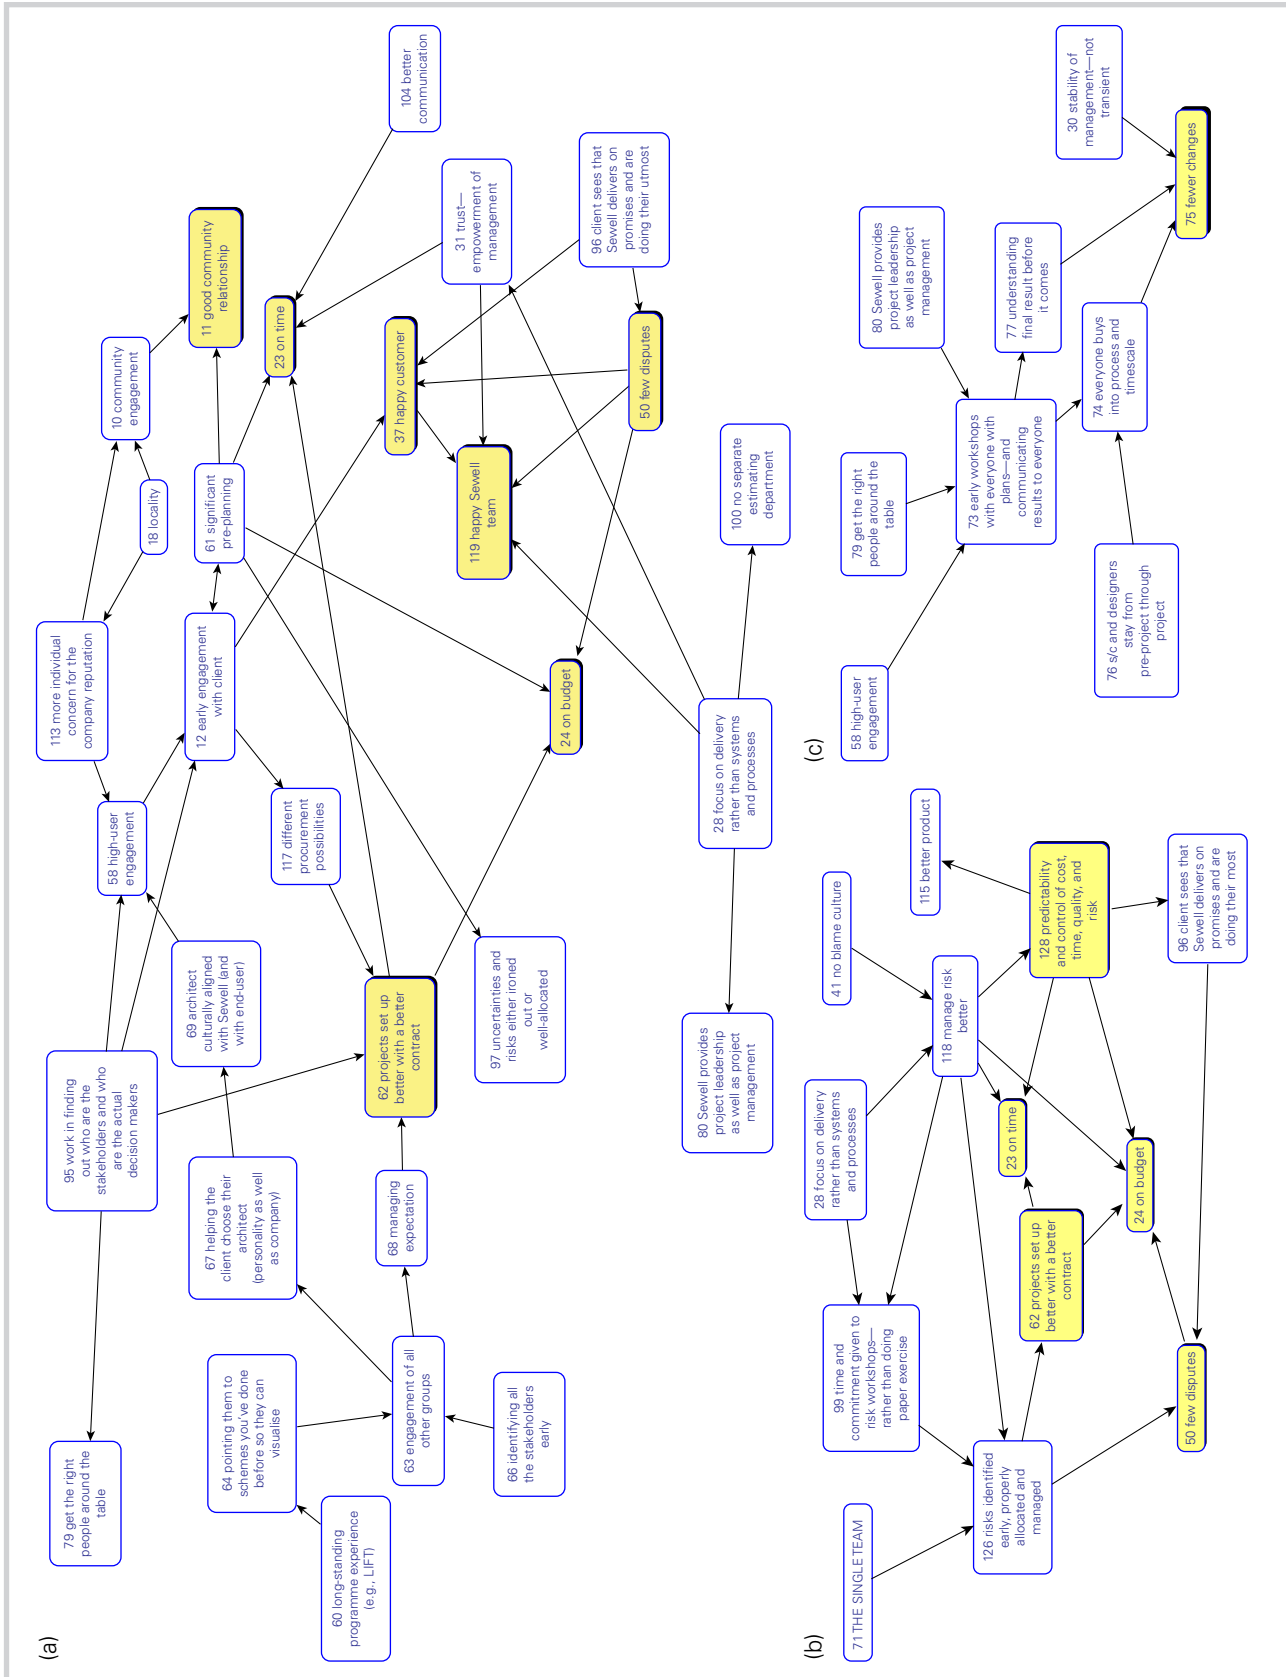 (a)
79 get the right
people around the
table
95 work in finding
out who are the
stakeholders and who
are the actual
decision makers
113 more individual
concern for the
company reputation
58 high-user
engagement
18 locality
10 community
engagement
11 good community
relationship
104 better
communication
64 pointing them to
schemes you've done
before so they can
visualise
67 helping the
client choose their
architect
(personality as well
as company)
69 architect
culturally aligned
with Sewell (and
with end-user)
12 early engagement
with client
61 significant
pre-planning
23 on time
60 long-standing
programme experience
(e.g., LIFT)
63 engagement of all
other groups
68 managing
expectation
62 projects set up
better with a better
contract
117 different
procurement
possibilities
37 happy customer
31 trust—
empowerment of
management
66 identifying all
the stakeholders
early
97 uncertainties and
risks either ironed
out or
well-allocated
24 on budget
119 happy Sewell
team
50 few disputes
96 client sees that
Sewell delivers on
promises and are
doing their utmost
80 Sewell provides
project leadership
as well as project
management
28 focus on delivery
rather than systems
and processes
100 no separate
estimating
department
(b)
71 THE SINGLE TEAM
99 time and
commitment given to
risk workshops—
rather than doing
paper exercise
28 focus on delivery
rather than systems
and processes
41 no blame culture
115 better product
126 risks identified
early, properly
allocated and
managed
62 projects set up
better with a better
contract
23 on time
118 manage risk
better
128 predictability
and control of cost,
time, quality, and
risk
50 few disputes
24 on budget
96 client sees that
Sewell delivers on
promises and are
doing their most
(c)
58 high-user
engagement
79 get the right
people around the
table
80 Sewell provides
project leadership
as well as project
management
73 early workshops
with everyone with
plans—and
communicating
results to everyone
77 understanding
final result before
it comes
30 stability of
management—not
transient
76 s/c and designers
stay from
pre-project through
project
74 everyone buys
into process and
timescale
75 fewer changes